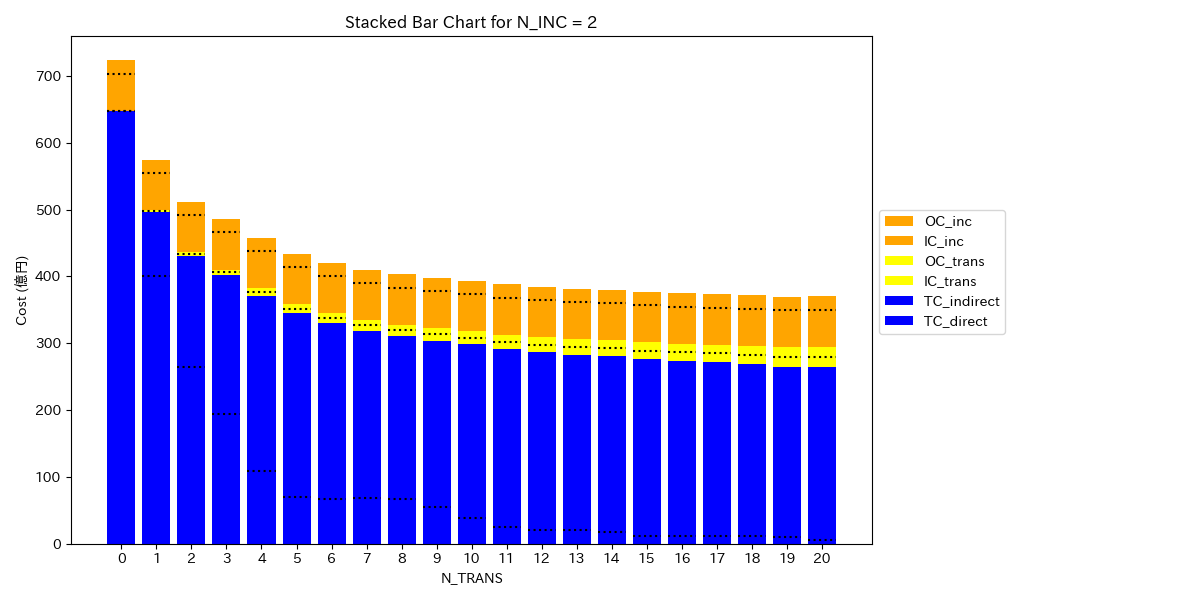 Stacked Bar Chart for N_INC = 2
Cost (億円)
700
600
500
400
300
200
100
0
0 1 2 3 4 5 6 7 8 9 10 11 12 13 14 15 16 17 18 19 20
N_TRANS
OC_inc
IC_inc
OC_trans
IC_trans
TC_indirect
TC_direct